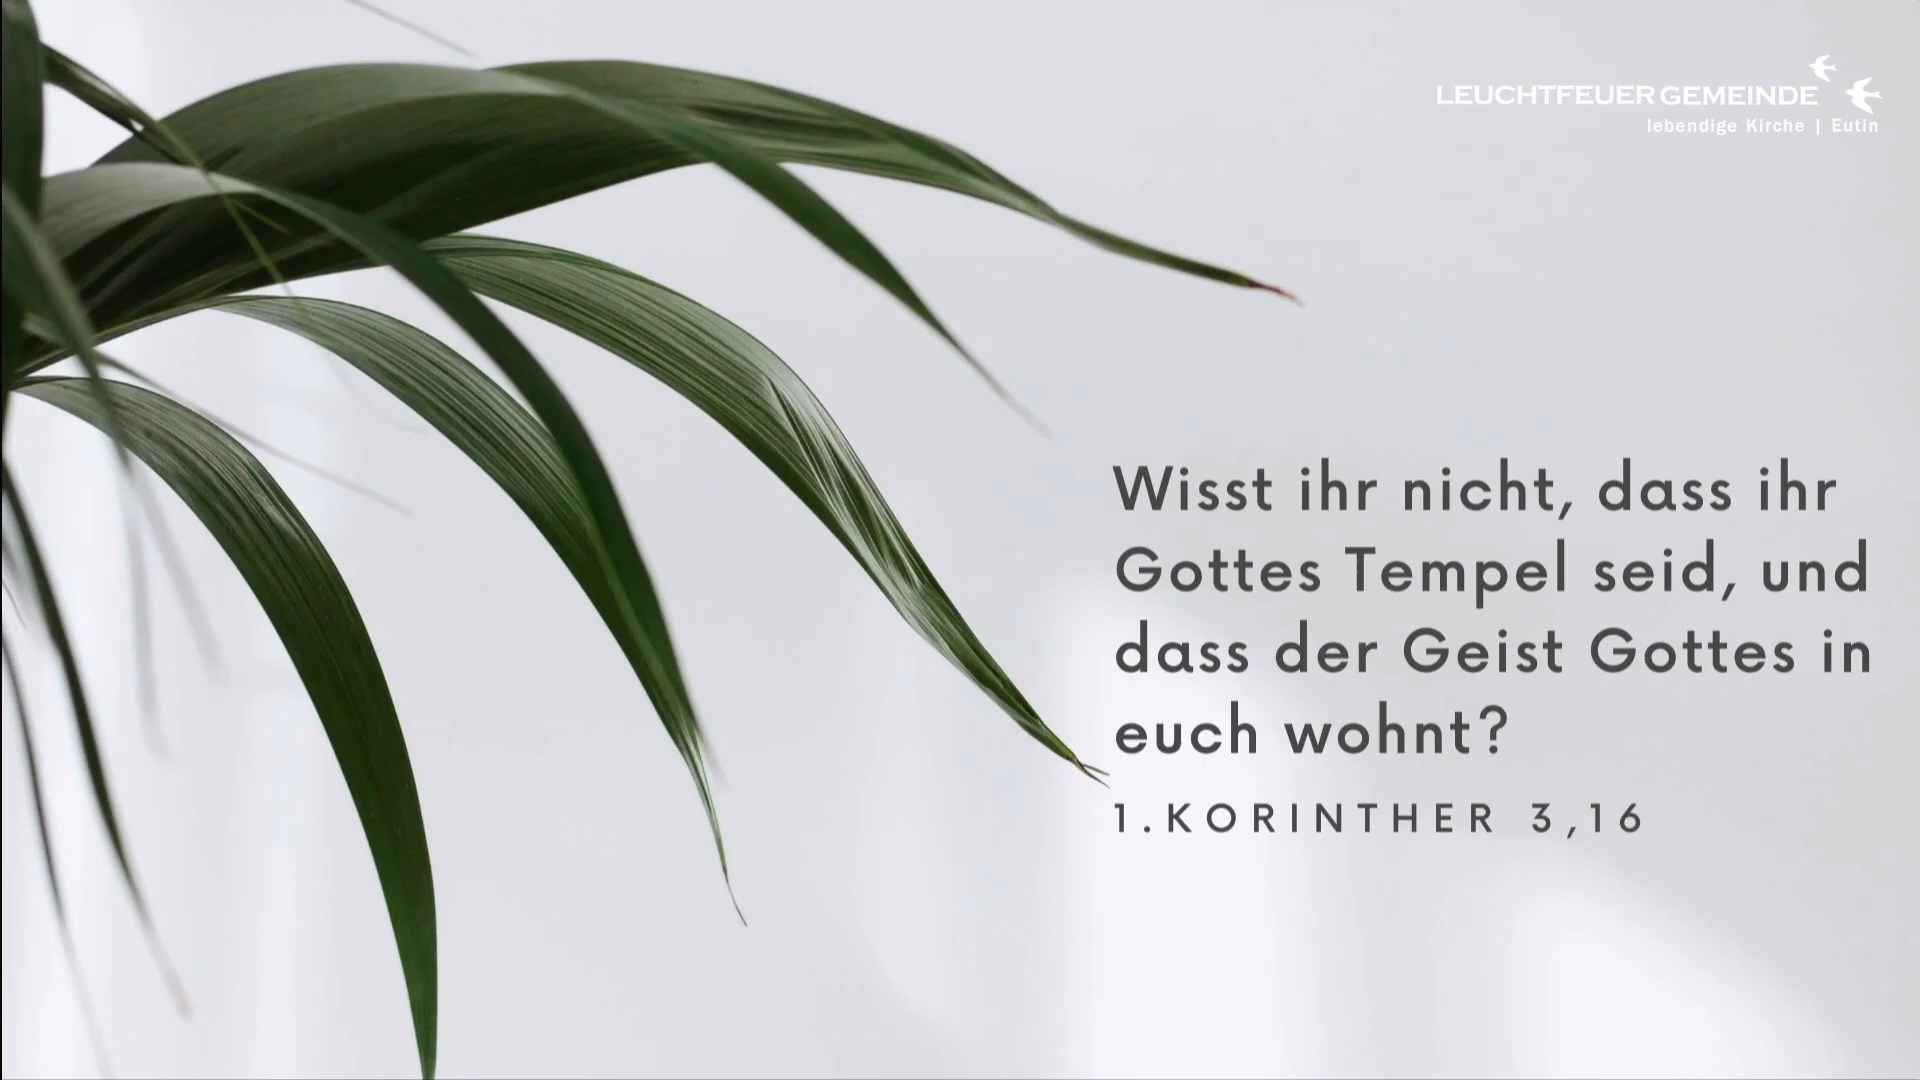 LEUCHTFEUER GEMEINDE
lebendige Kirche | Eutin
Wisst ihr nicht, dass ihr
Gottes Tempel seid, und
dass der Geist Gottes in
euch wohnt?
1.KORINTHER 3,16